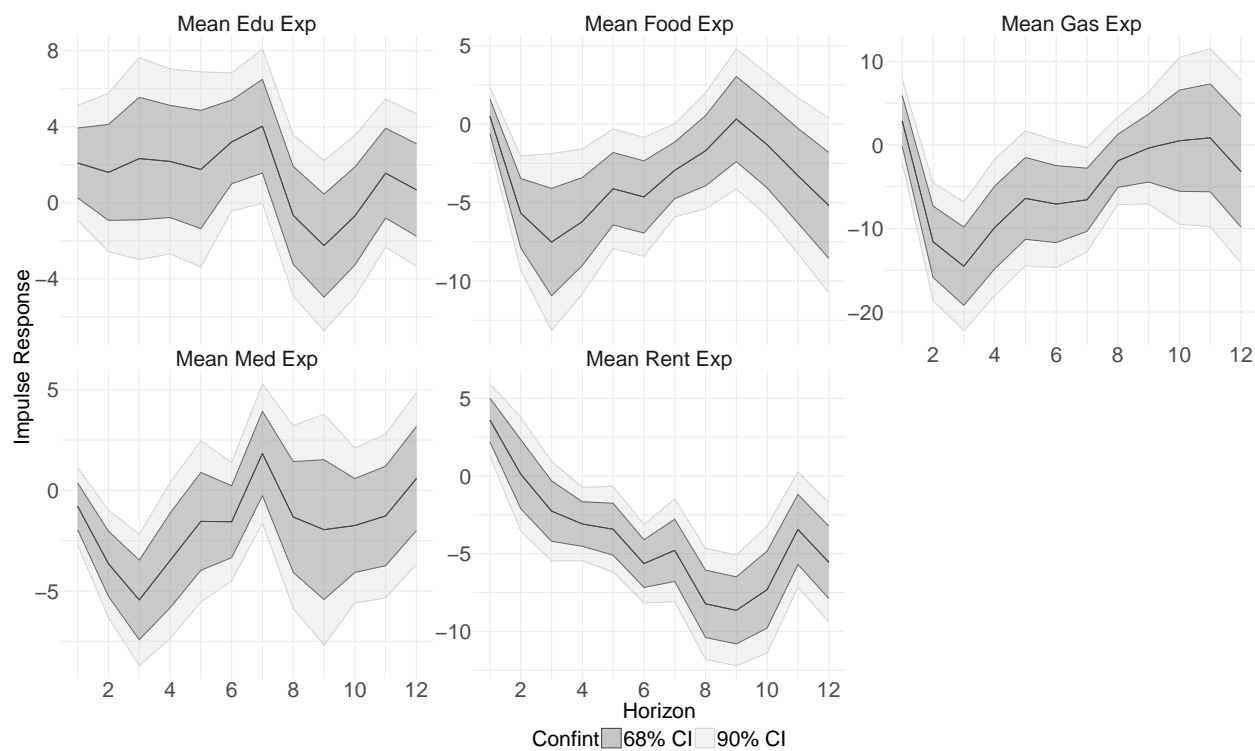 Mean Edu Exp
Mean Food Exp
Mean Gas Exp
8
4
0
−4
5
0
−5
−10
10
0
−10
−20
2 4 6 8 10 12
Impulse Response
Mean Med Exp
Mean Rent Exp
5
0
−5
5
0
−5
−10
2 4 6 8 10 12
2 4 6 8 10 12
Horizon
Confint 68% CI 90% CI